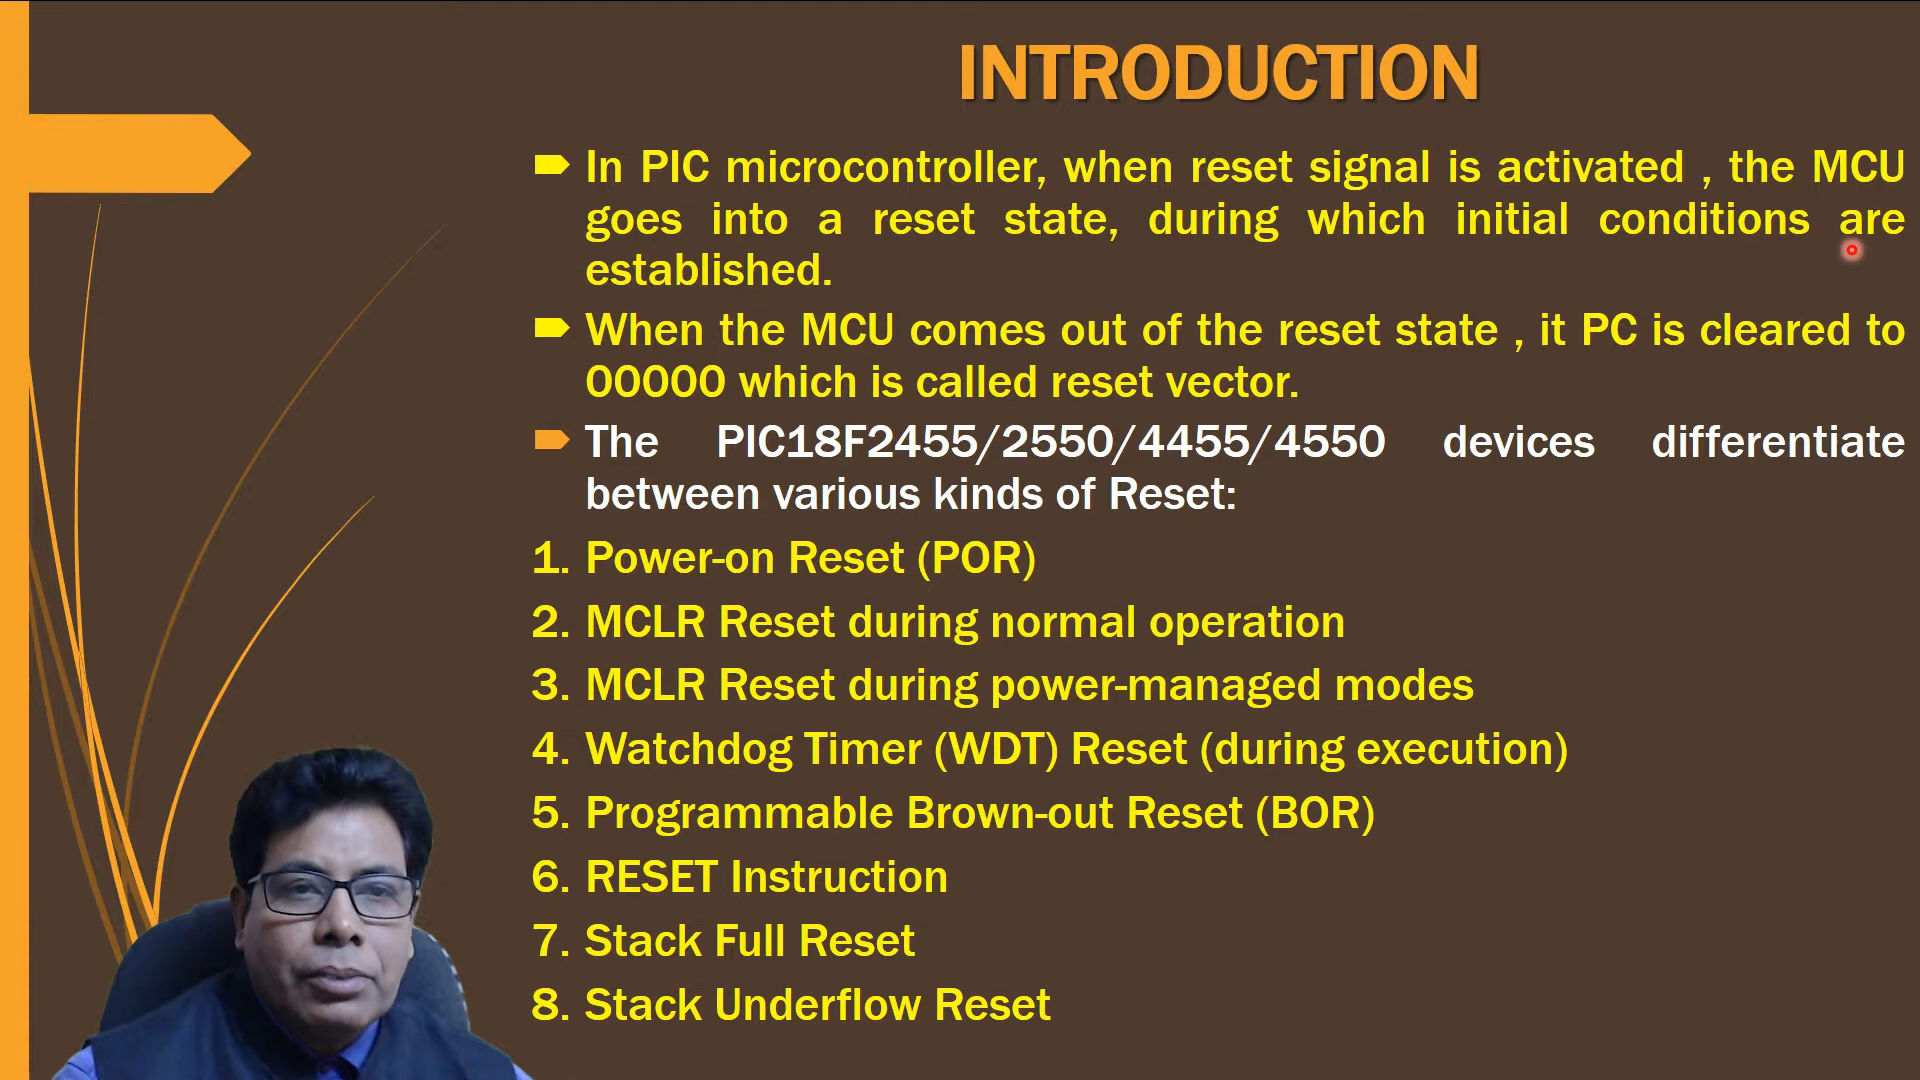 INTRODUCTION
In PIC microcontroller, when reset signal is activated , the MCU
goes into a reset state, during which initial conditions are
established.
When the MCU comes out of the reset state , it PC is cleared to
00000 which is called reset vector.
The PIC18F2455/2550/4455/4550 devices differentiate
between various kinds of Reset:
1. Power-on Reset (POR)
2. MCLR Reset during normal operation
3. MCLR Reset during power-managed modes
4. Watchdog Timer (WDT) Reset (during execution)
5. Programmable Brown-out Reset (BOR)
6. RESET Instruction
7. Stack Full Reset
8. Stack Underflow Reset